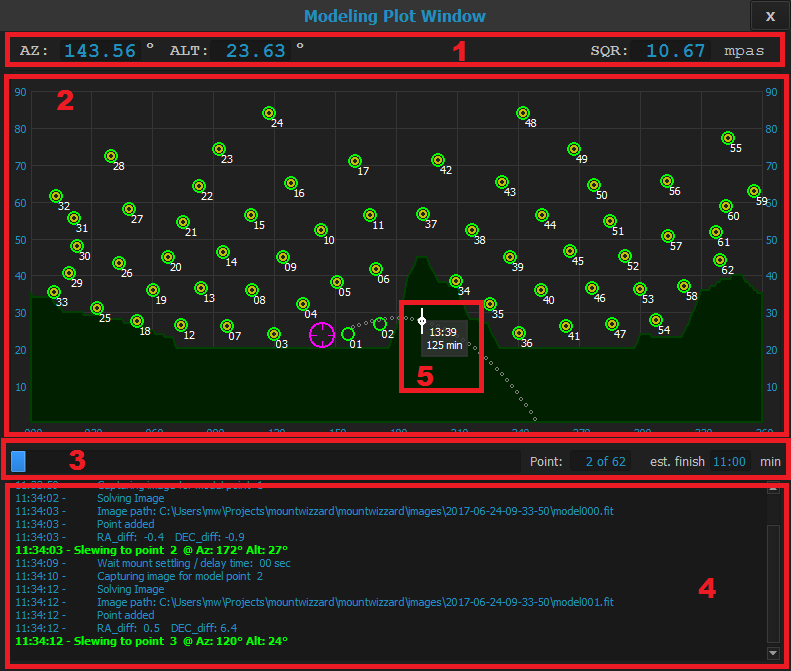 Modeling Plot Window
x
AZ: 143.56 ° ALT: 23.63 ° 1 SQR: 10.67 mpas
2
90 90
80 80
70 70
60 60
50 50
40 40
30 30
20 20
10 10
24 48
55
23 49
28 42
17
16 43 56
22 50
32 59
27 60
31 15 11 37 44
21 51
10 38 61
30 57
14 45
20 09 39 52
26 62
29 06
05 34
33 19 13 08 40 46 53 58
04 35
25
18 12 07 02 41 47 54
03 01 36
13:39
125 min
5
3 Point: 2 of 62 est. finish 11:00 min
Capturing image for model point 1
11:34:02 - Solving Image
11:34:03 - Image path: C:\Users\mw\Projects\mountwizzard\mountwizzard\images\2017-06-24-09-33-50\model000.fit
11:34:03 - Point added
11:34:03 - RA_diff: -0.4 DEC_diff: -0.9
11:34:03 - Slewing to point 2 @ Az: 172° Alt: 27°
11:34:09 - Wait mount settling / delay time: 00 sec
11:34:10 - Capturing image for model point 2
11:34:12 - Solving Image
11:34:12 - Image path: C:\Users\mw\Projects\mountwizzard\mountwizzard\images\2017-06-24-09-33-50\model001.fit
11:34:12 - Point added
11:34:12 - RA_diff: 0.5 DEC_diff: 6.4
11:34:12 - Slewing to point 3 @ Az: 120° Alt: 24°
4